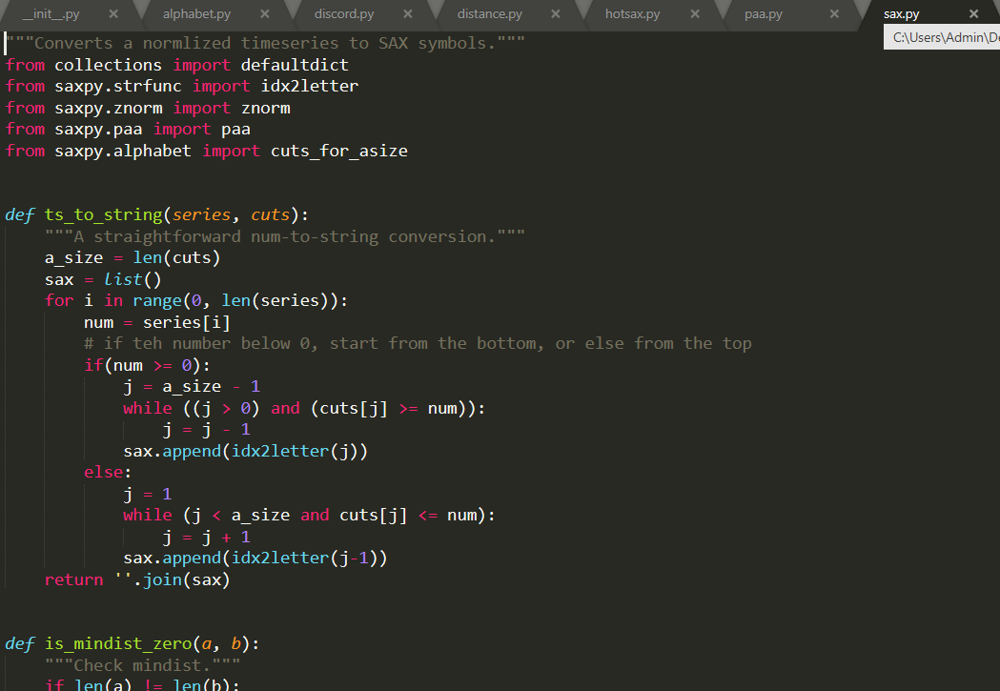 __init__.py × alphabet.py × discord.py × distance.py × hotsax.py × paa.py × sax.py ×
C:\Users\Admin\De
"""Converts a normlized timeseries to SAX symbols."""
from collections import defaultdict
from saxpy.strfunc import idx2letter
from saxpy.znorm import znorm
from saxpy.paa import paa
from saxpy.alphabet import cuts_for_asize
def ts_to_string(series, cuts):
    """A straightforward num-to-string conversion."""
    a_size = len(cuts)
    sax = list()
    for i in range(0, len(series)):
        num = series[i]
        # if teh number below 0, start from the bottom, or else from the top
        if(num >= 0):
            j = a_size - 1
            while ((j > 0) and (cuts[j] >= num)):
                j = j - 1
            sax.append(idx2letter(j))
        else:
            j = 1
            while (j < a_size and cuts[j] <= num):
                j = j + 1
            sax.append(idx2letter(j-1))
    return ''.join(sax)
def is_mindist_zero(a, b):
    """Check mindist."""
    if len(a) != len(b):